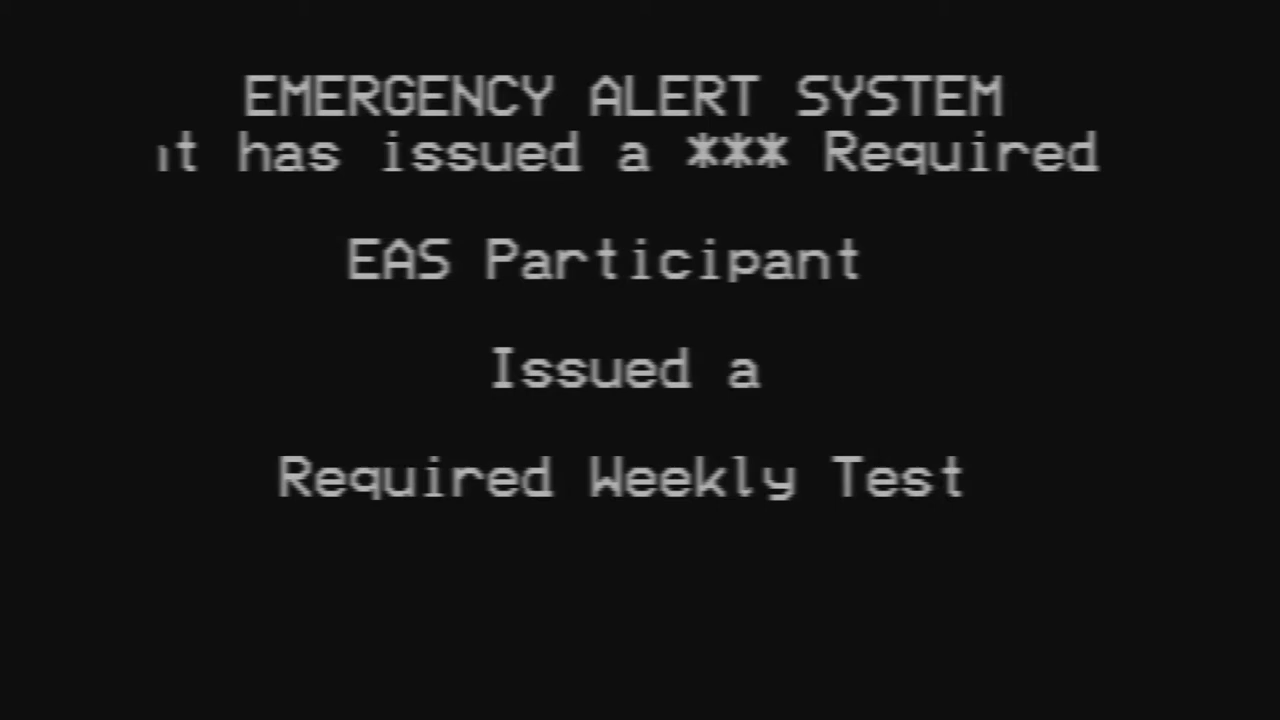 EMERGENCY ALERT SYSTEM
t has issued a *** Required
EAS Participant
Issued a
Required Weekly Test